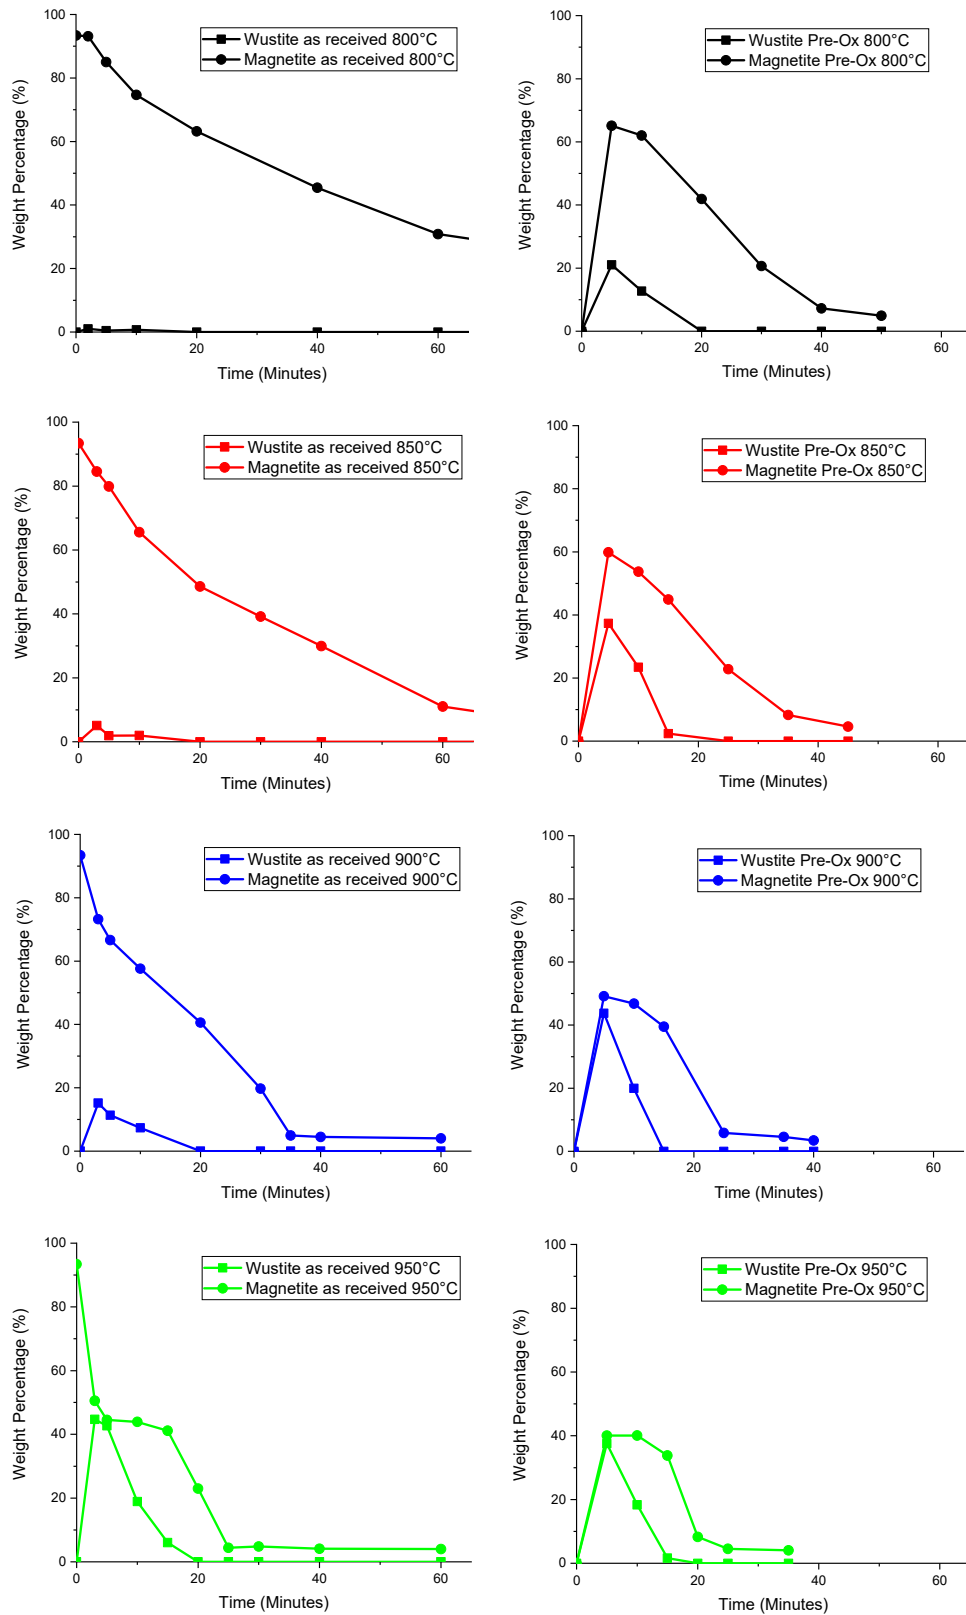 Wustite as received 800°C
Magnetite as received 800°C
Weight Percentage (%)
100
80
60
40
20
0
0 20 40 60
Time (Minutes)
Wustite Pre-Ox 800°C
Magnetite Pre-Ox 800°C
Weight Percentage (%)
100
80
60
40
20
0
0 20 40 60
Time (Minutes)
Wustite as received 850°C
Magnetite as received 850°C
Weight Percentage (%)
100
80
60
40
20
0
0 20 40 60
Time (Minutes)
Wustite Pre-Ox 850°C
Magnetite Pre-Ox 850°C
Weight Percentage (%)
100
80
60
40
20
0
0 20 40 60
Time (Minutes)
Wustite as received 900°C
Magnetite as received 900°C
Weight Percentage (%)
100
80
60
40
20
0
0 20 40 60
Time (Minutes)
Wustite Pre-Ox 900°C
Magnetite Pre-Ox 900°C
Weight Percentage (%)
100
80
60
40
20
0
0 20 40 60
Time (Minutes)
Wustite as received 950°C
Magnetite as received 950°C
Weight Percentage (%)
100
80
60
40
20
0
0 20 40 60
Time (Minutes)
Wustite Pre-Ox 950°C
Magnetite Pre-Ox 950°C
Weight Percentage (%)
100
80
60
40
20
0
0 20 40 60
Time (Minutes)